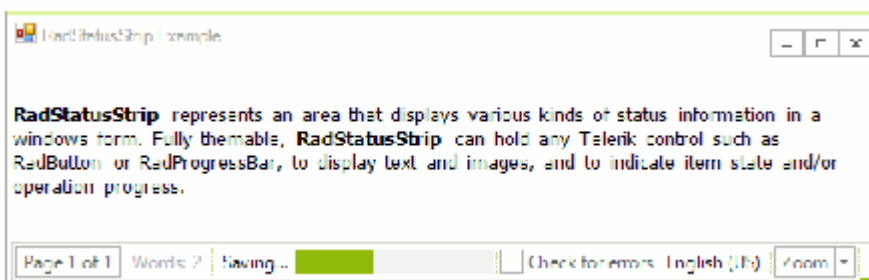 RadStatusStrip Example
RadStatusStrip represents an area that displays various kinds of status information in a
windows form. Fully themable, RadStatusStrip can hold any Telerik control such as
RadButton or RadProgressBar, to display text and images, and to indicate item state and/or
operation progress.
Page 1 of 1 Words: 2 Saving... Check for errors English (US) Zoom